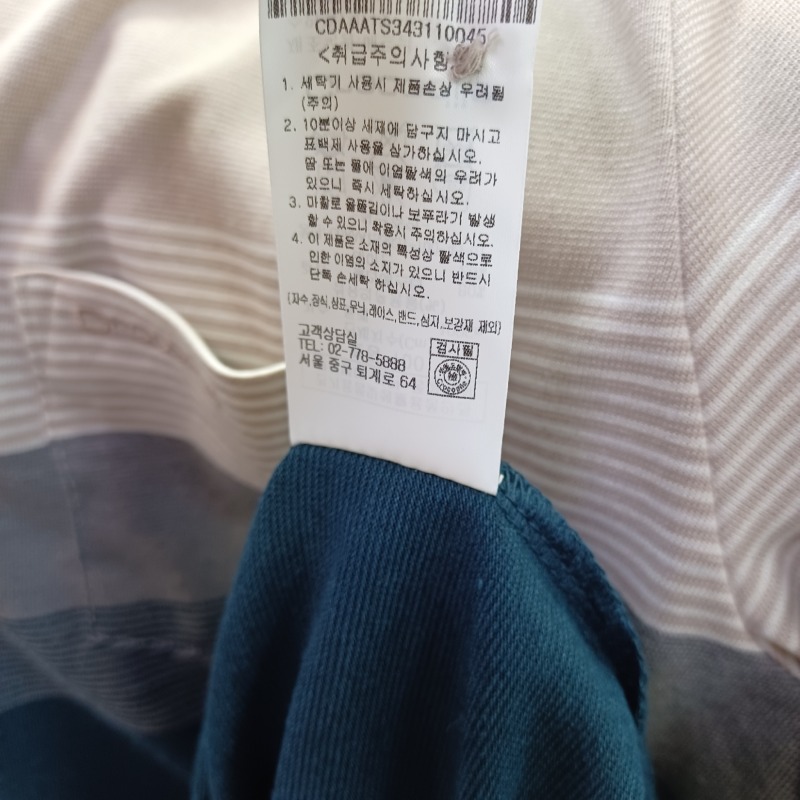 CDAAATS343110045
<취급주의사항
1. 세탁기 사용시 제품손상 우려됨
(주의)
2. 10분이상 세재에 담구지 마시고
표백제 사용을 삼가하십시오.
땀 또는 물에 이염탈색의 우려가
있으니 즉시 세탁하십시오.
3. 마찰로 올뜯김이나 보푸라기 발생
할 수 있으니 착용시 주의하십시오.
4. 이 제품은 소재의 특성상 탈색으로
인한 이염의 소지가 있으니 반드시
단독 손세탁 하십시오.
(자수,장식,상표,무늬,레이스,밴드,심지,보강재 제외)
고객상담실
TEL: 02-778-5888
서울 중구 퇴계로 64
검사필
Crocodile